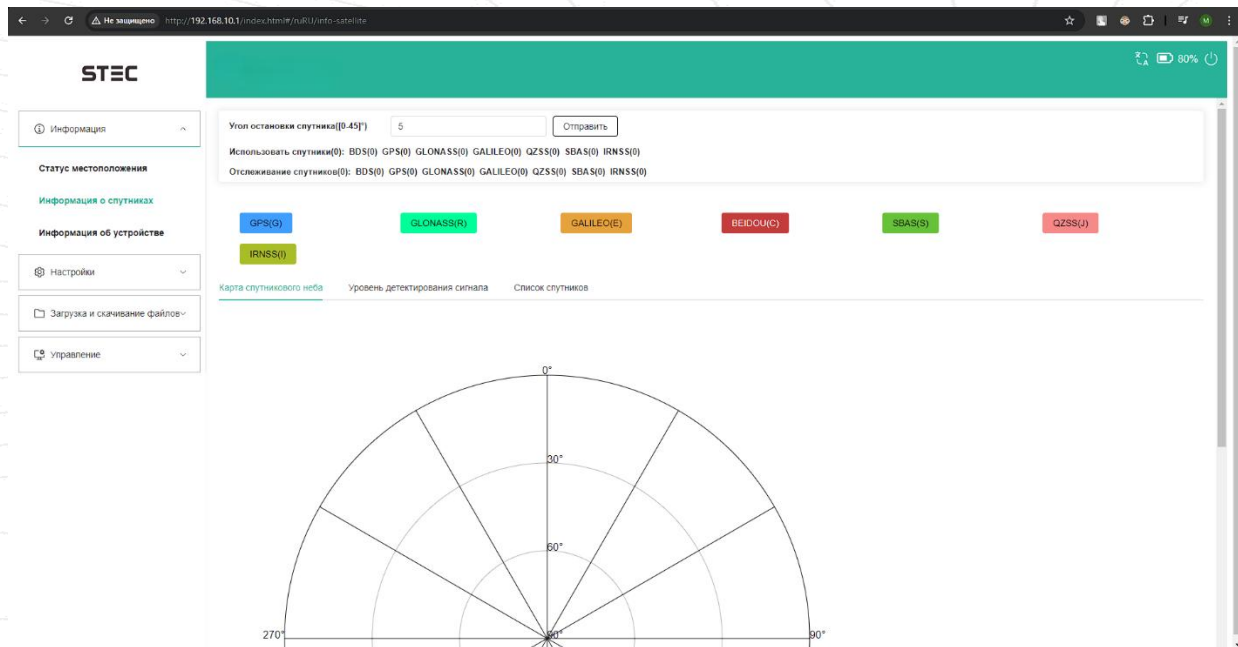 Не защищено http://192.168.10.1/index.html#/ruRU/info-satellite
M
STEC
80%
Информация
Статус местоположения
Информация о спутниках
Информация об устройстве
Настройки
Загрузка и скачивание файлов
Управление
Угол остановки спутника([0-45]°) 5 Отправить
Использовать спутники(0): BDS(0) GPS(0) GLONASS(0) GALILEO(0) QZSS(0) SBAS(0) IRNSS(0)
Отслеживание спутников(0): BDS(0) GPS(0) GLONASS(0) GALILEO(0) QZSS(0) SBAS(0) IRNSS(0)
GPS(G) GLONASS(R) GALILEO(E) BEIDOU(C) SBAS(S) QZSS(J)
IRNSS(I)
Карта спутникового неба Уровень детектирования сигнала Список спутников
0°
30°
60°
270° 90° 90°